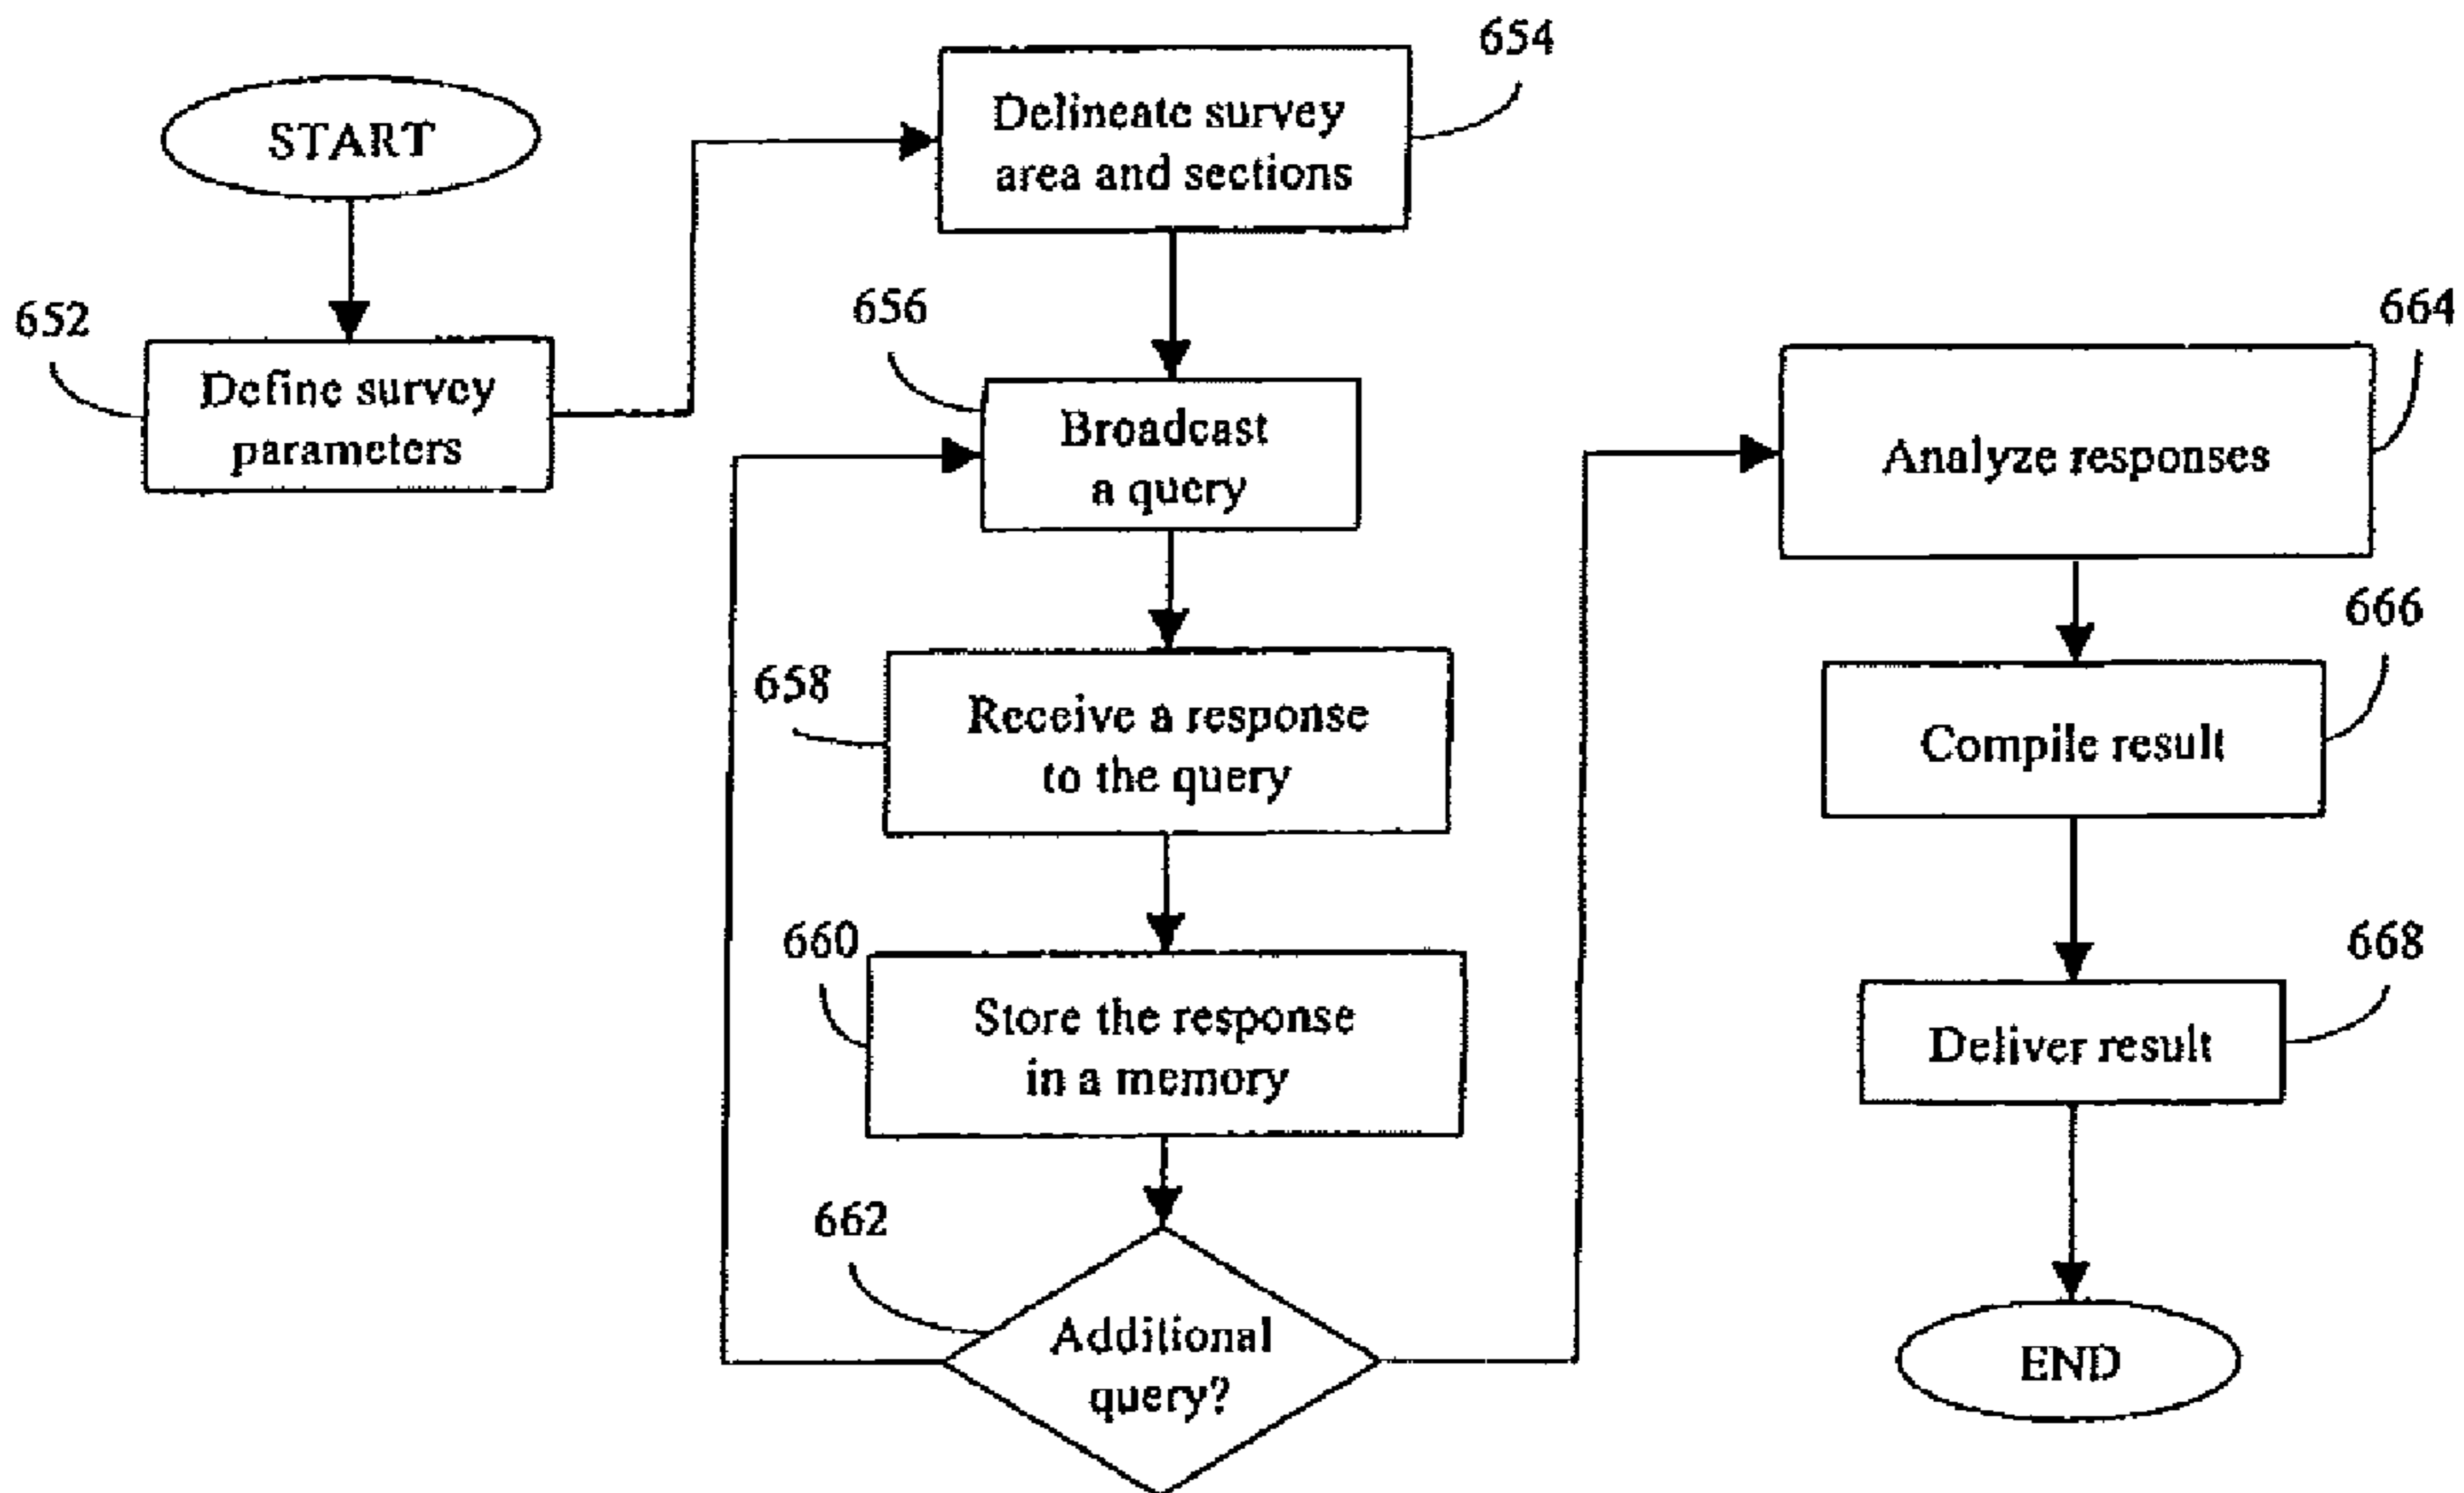 START
652
Define survey
parameters
654
Delineate survey
area and sections
656
Broadcast
a query
658
Receive a response
to the query
660
Store the response
in a memory
662
Additional
query?
664
Analyze responses
666
Compile result
668
Deliver result
END